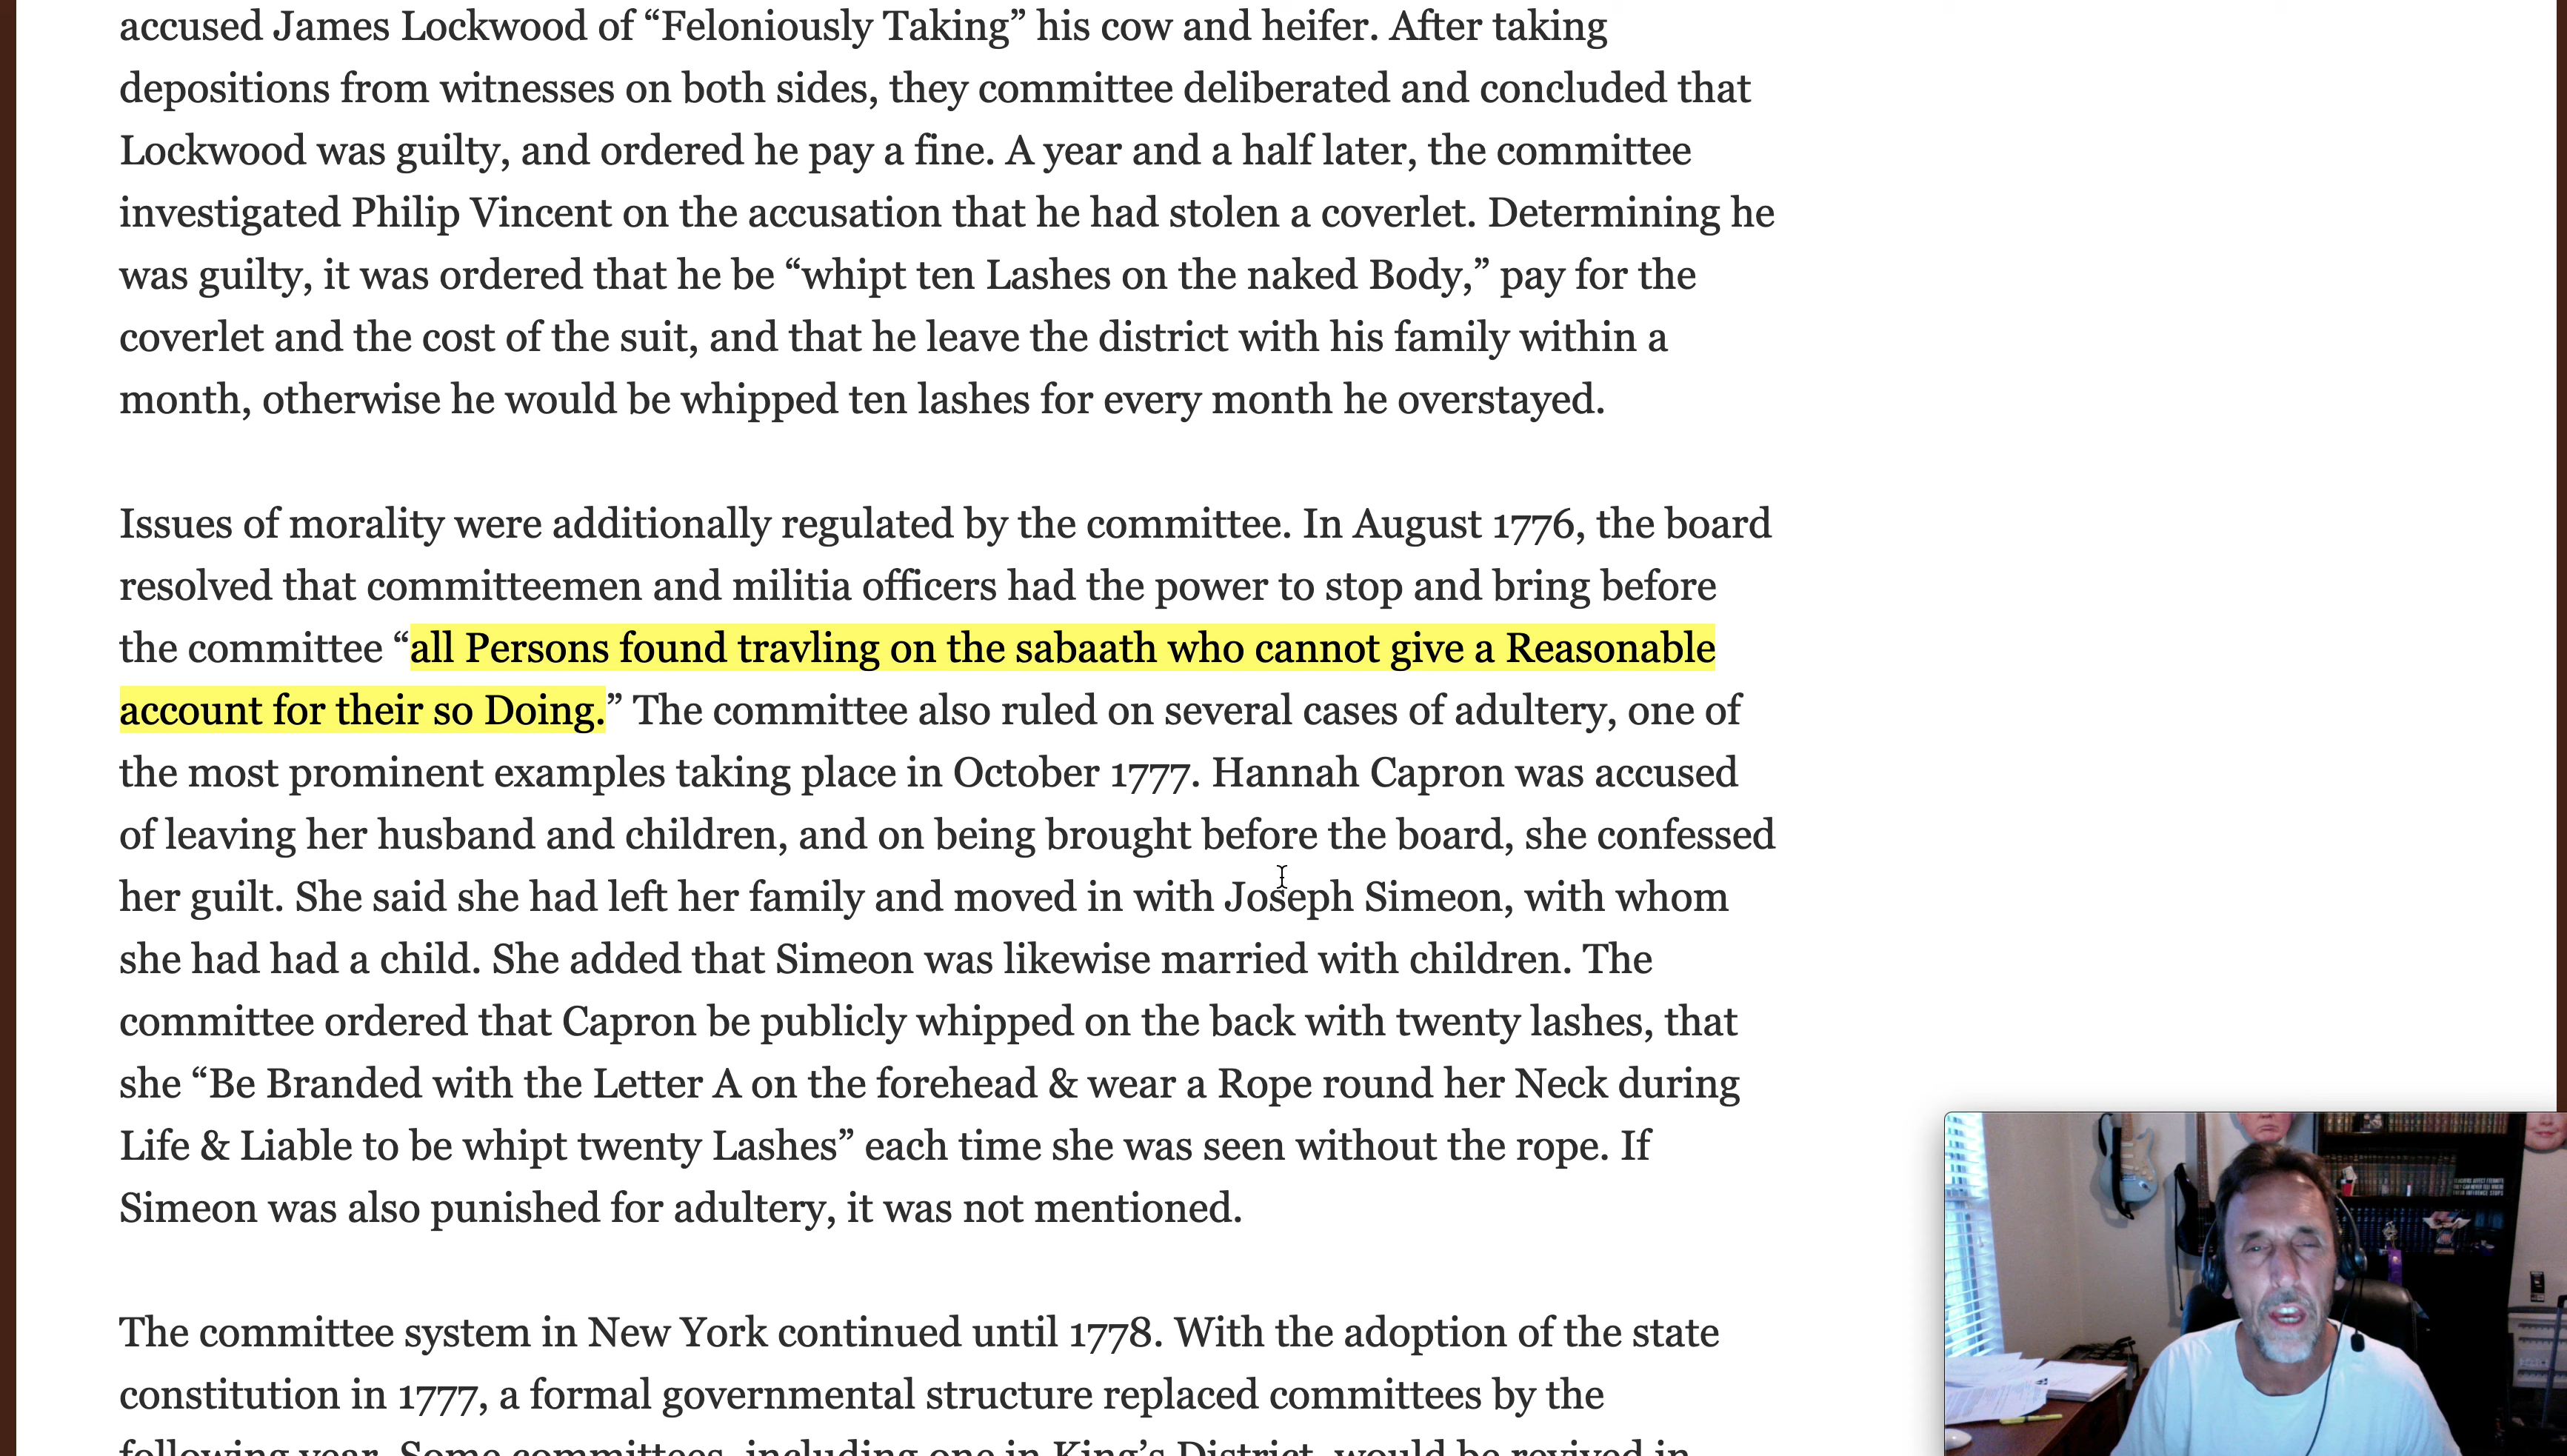 accused James Lockwood of “Feloniously Taking” his cow and heifer. After taking
depositions from witnesses on both sides, they committee deliberated and concluded that
Lockwood was guilty, and ordered he pay a fine. A year and a half later, the committee
investigated Philip Vincent on the accusation that he had stolen a coverlet. Determining he
was guilty, it was ordered that he be “whipt ten Lashes on the naked Body,” pay for the
coverlet and the cost of the suit, and that he leave the district with his family within a
month, otherwise he would be whipped ten lashes for every month he overstayed.
Issues of morality were additionally regulated by the committee. In August 1776, the board
resolved that committeemen and militia officers had the power to stop and bring before
the committee “all Persons found travling on the sabaath who cannot give a Reasonable
account for their so Doing.” The committee also ruled on several cases of adultery, one of
the most prominent examples taking place in October 1777. Hannah Capron was accused
of leaving her husband and children, and on being brought before the board, she confessed
her guilt. She said she had left her family and moved in with Joseph Simeon, with whom
she had had a child. She added that Simeon was likewise married with children. The
committee ordered that Capron be publicly whipped on the back with twenty lashes, that
she “Be Branded with the Letter A on the forehead & wear a Rope round her Neck during
Life & Liable to be whipt twenty Lashes” each time she was seen without the rope. If
Simeon was also punished for adultery, it was not mentioned.
The committee system in New York continued until 1778. With the adoption of the state
constitution in 1777, a formal governmental structure replaced committees by the
following year. Some committees, including one in King’s District, would be revived in